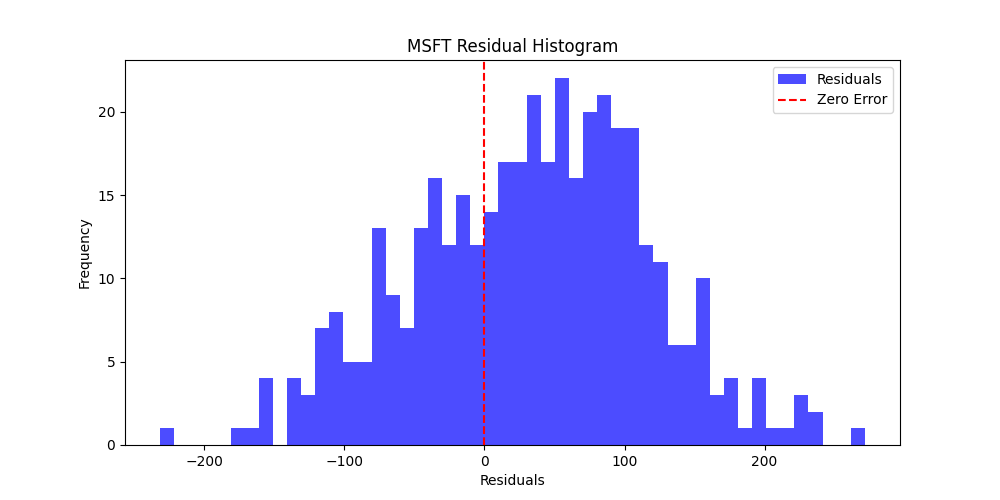 MSFT Residual Histogram
Residuals
Zero Error
Frequency
20
15
10
5
0
−200
−100
0
100
200
Residuals